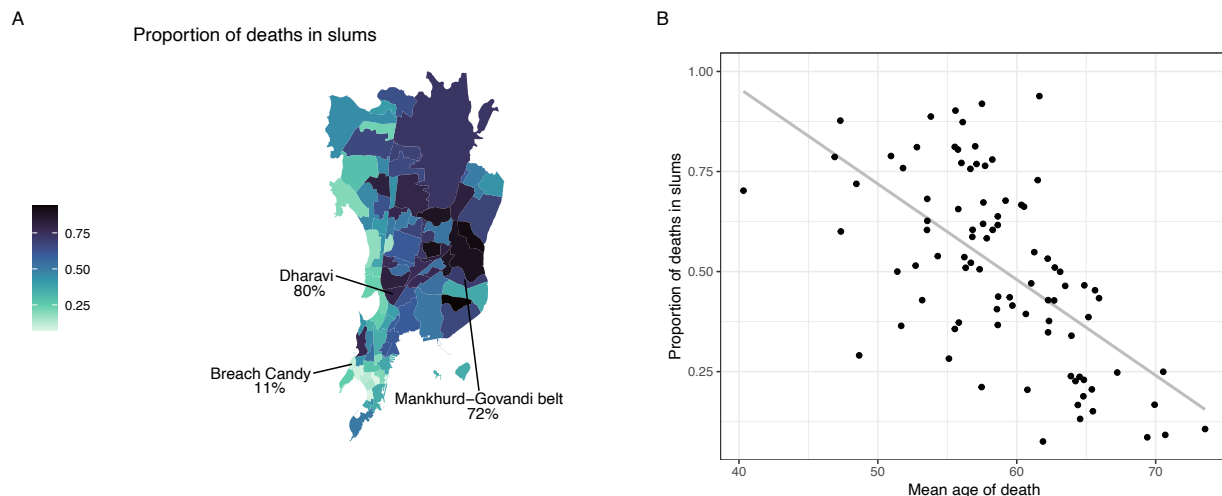 A
Proportion of deaths in slums
0.75
0.50
0.25
Dharavi
80%
Breach Candy
11%
Mankhurd−Govandi belt
72%
B
Proportion of deaths in slums
1.00
0.75
0.50
0.25
40
50
60
70
Mean age of death